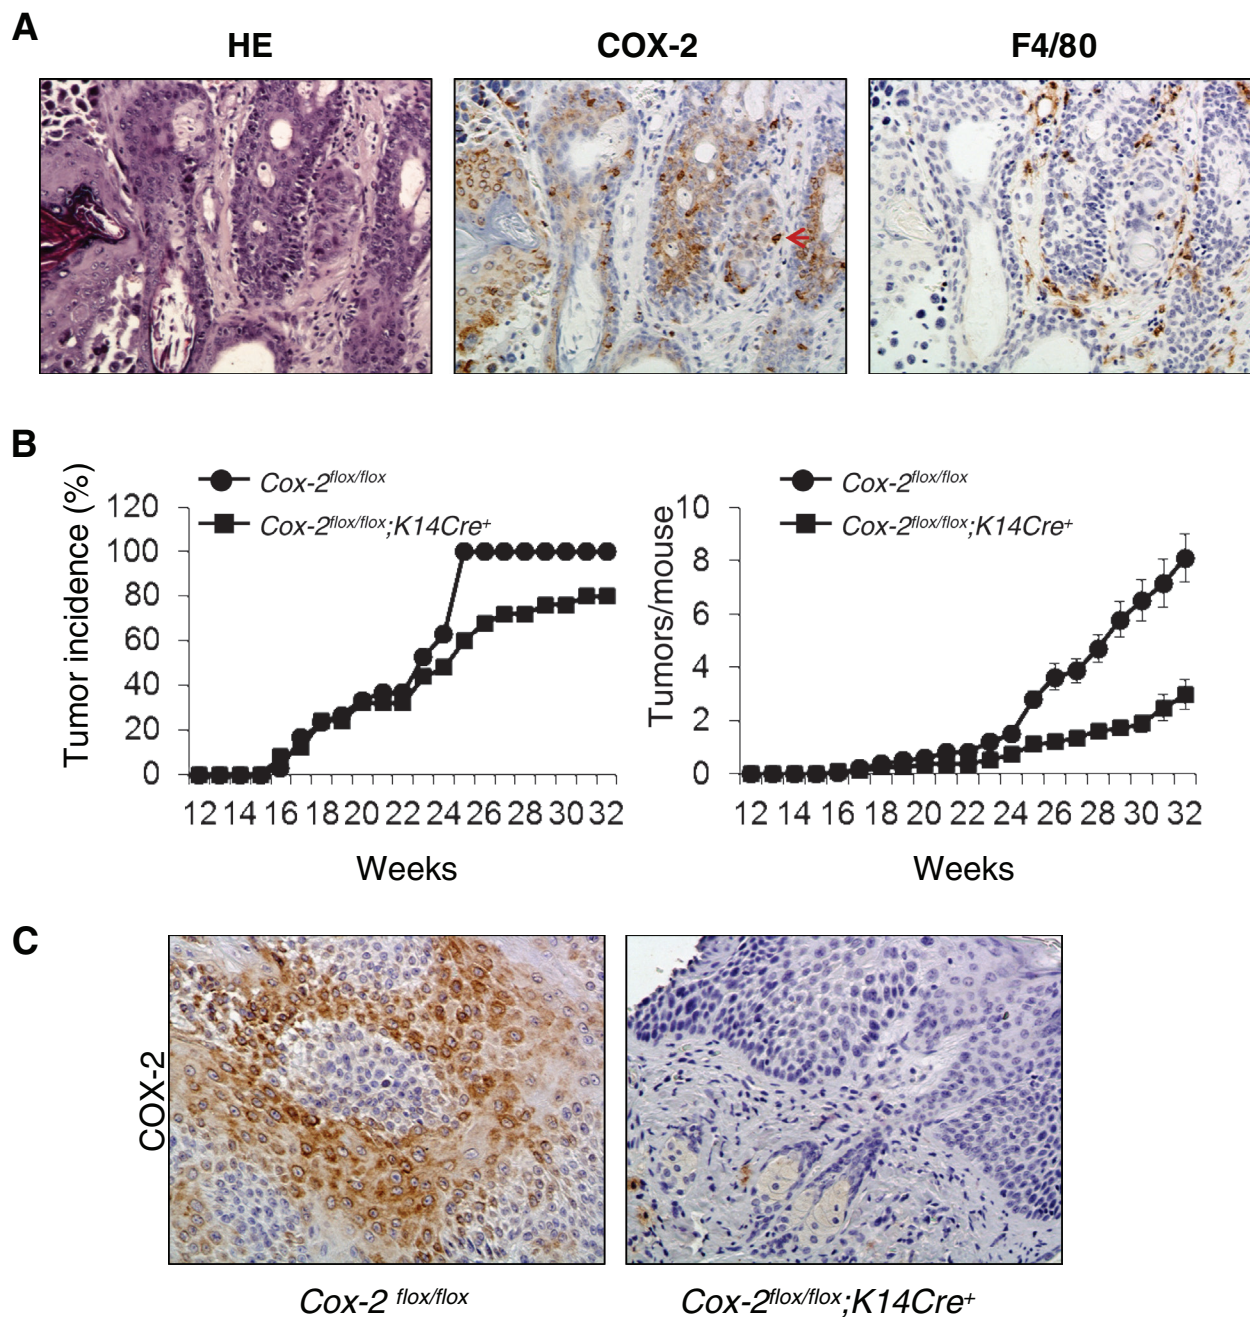 A
HE
COX-2
F4/80
B
Tumor incidence (%)
120
100
80
60
40
20
0
Cox-2flox/flox
Cox-2flox/flox;K14Cre+
12 14 16 18 20 22 24 26 28 30 32
Weeks
Tumors/mouse
10
8
6
4
2
0
Cox-2flox/flox
Cox-2flox/flox;K14Cre+
12 14 16 18 20 22 24 26 28 30 32
Weeks
C
COX-2
Cox-2 flox/flox
Cox-2flox/flox;K14Cre+